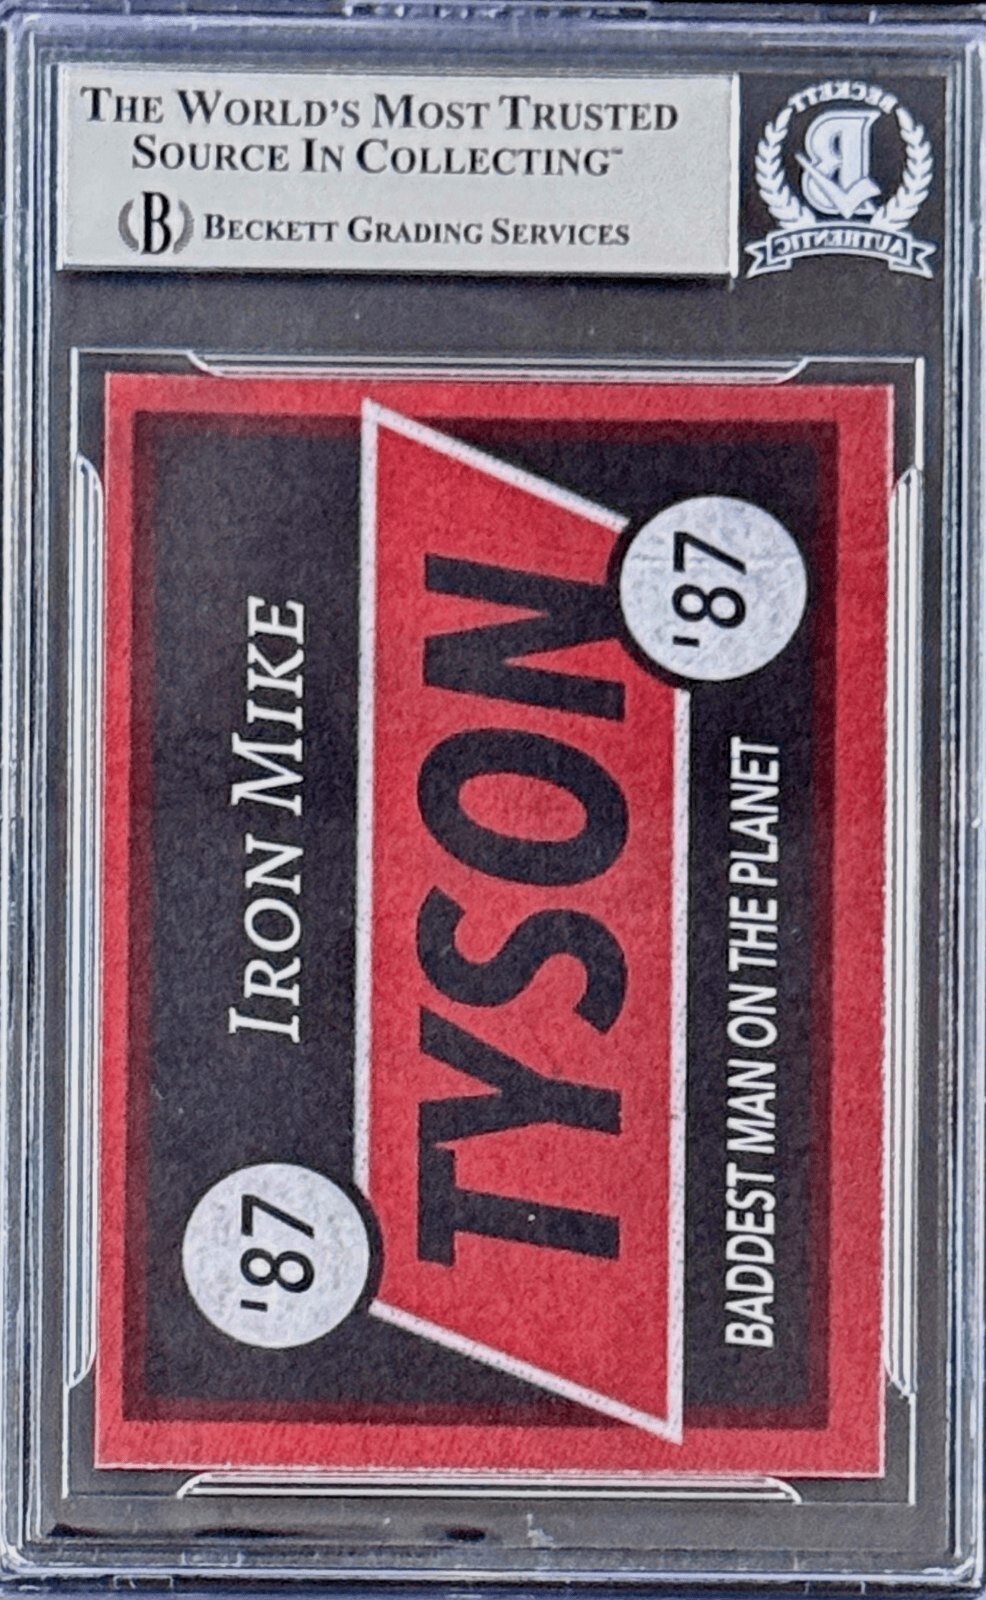 THE WORLD'S MOST TRUSTED
SOURCE IN COLLECTING™
B BECKETT GRADING SERVICES
BECKETT
B
AUTHENTIC
IRON MIKE
'87
TYSON
'87
BADDEST MAN ON THE PLANET